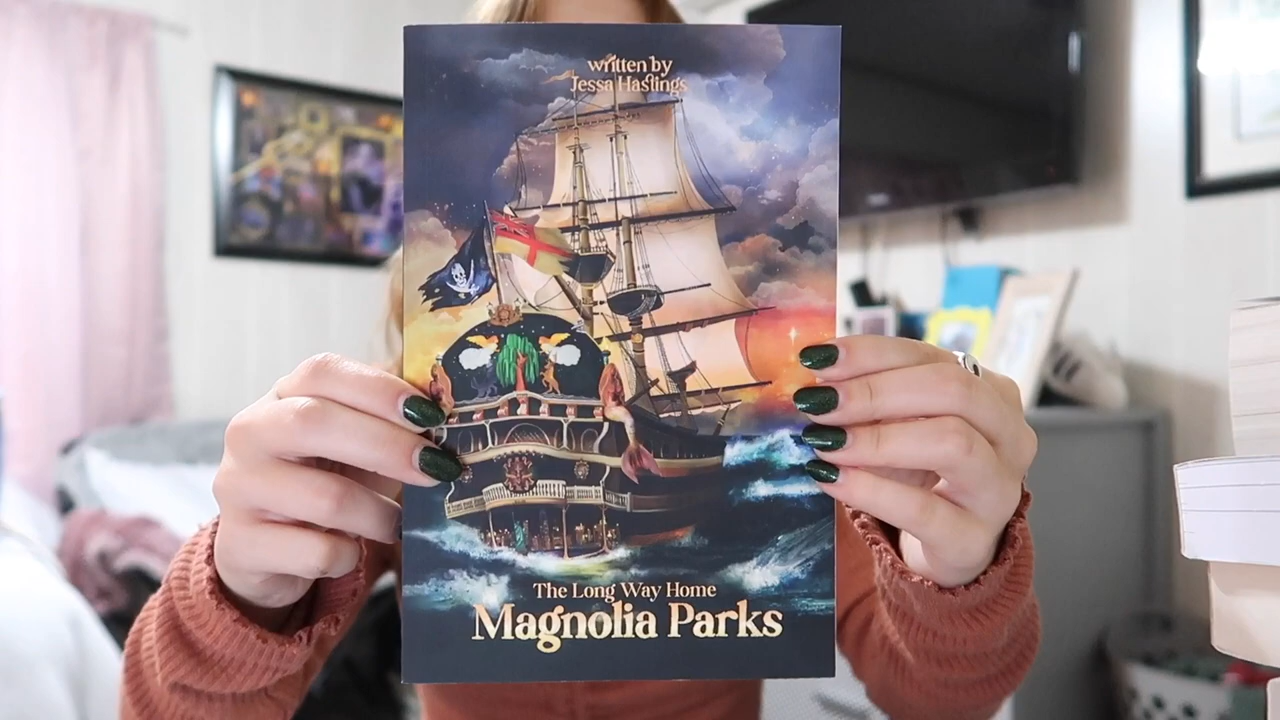 written by
Jessa Hastings
The Long Way Home
Magnolia Parks